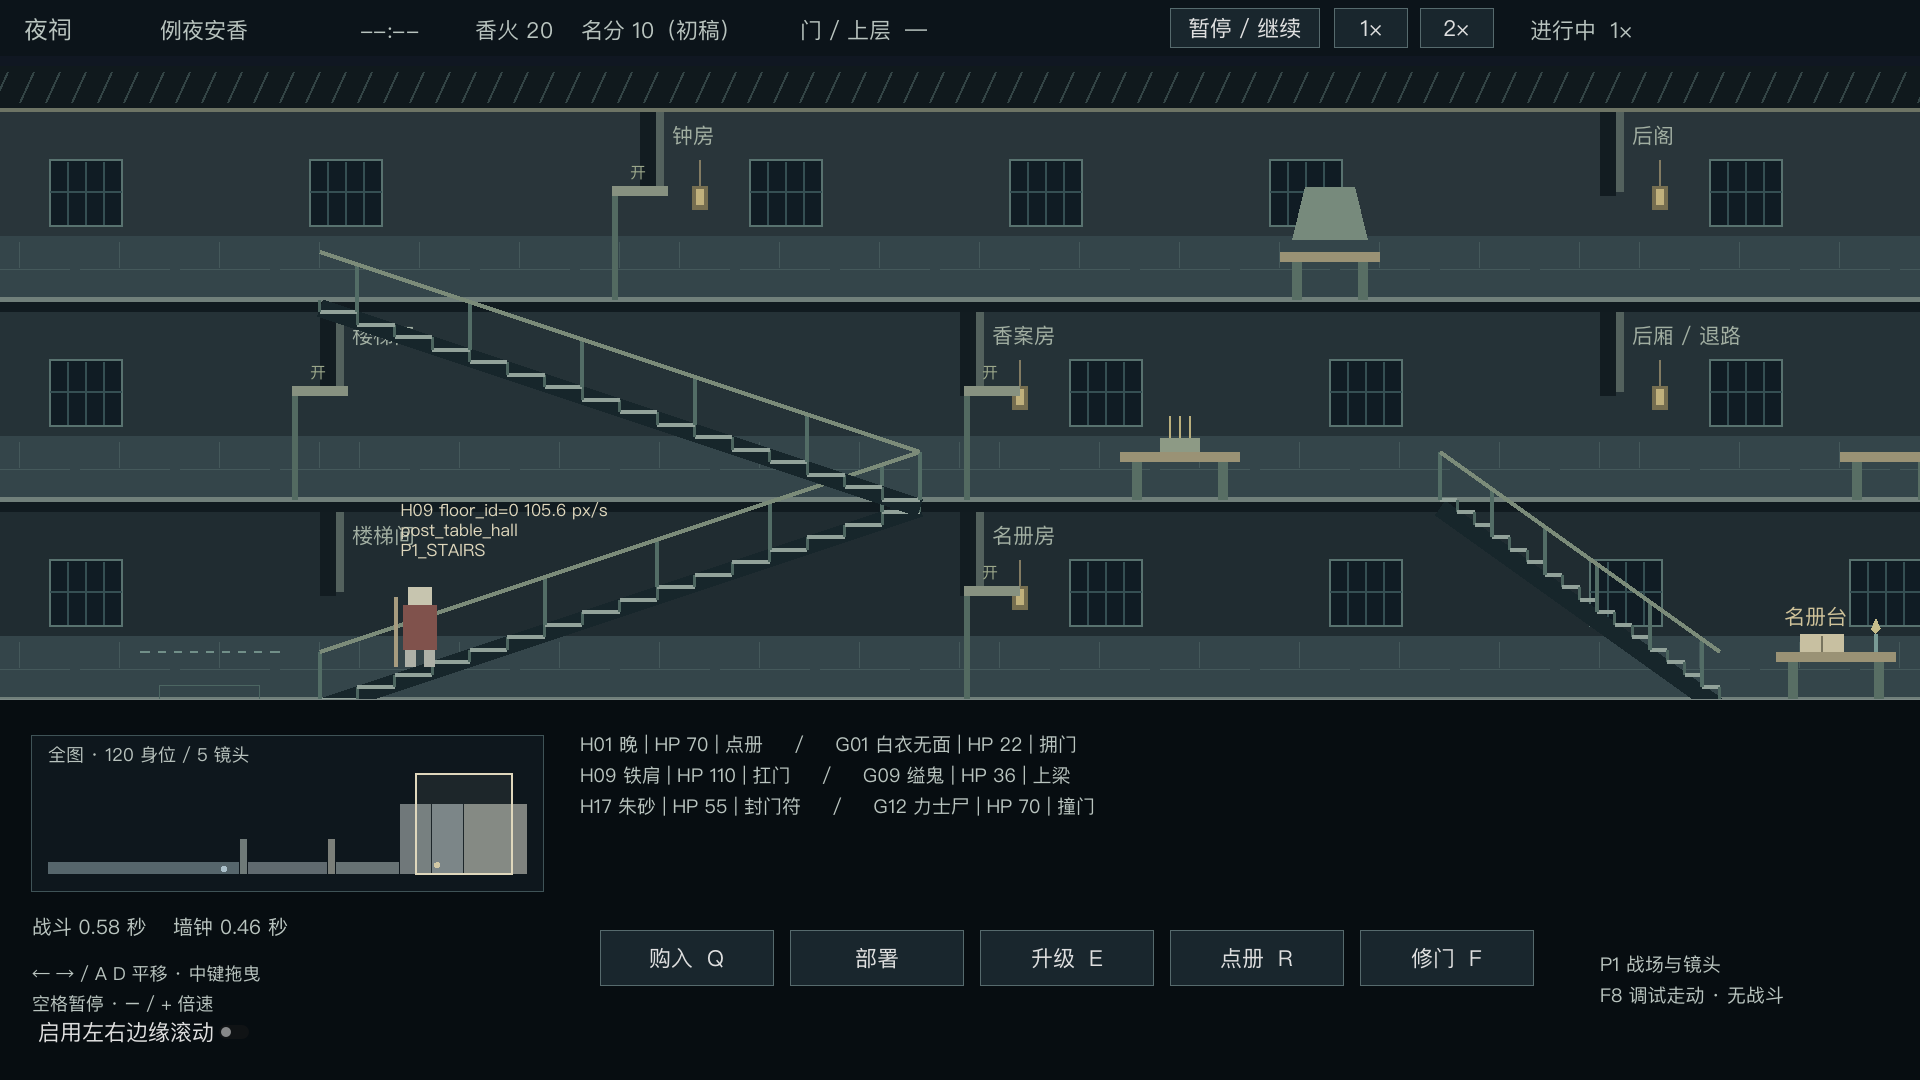 夜祠 例夜安香 --:-- 香火 20 名分 10（初稿） 门 / 上层 — 暂停 / 继续 1× 2× 进行中 1×
钟房
后阁
开
香案房
后厢 / 退路
开
开
H09 floor_id=0 105.6 px/s
post_table_hall
P1_STAIRS
楼梯间
名册房
开
名册台
全图 · 120 身位 / 5 镜头
H01 晚 | HP 70 | 点册 / G01 白衣无面 | HP 22 | 拥门
H09 铁肩 | HP 110 | 扛门 / G09 缢鬼 | HP 36 | 上梁
H17 朱砂 | HP 55 | 封门符 / G12 力士尸 | HP 70 | 撞门
战斗 0.58 秒 墙钟 0.46 秒
←→ / A D 平移 · 中键拖曳
空格暂停 · − / + 倍速
启用左右边缘滚动
购入 Q
部署
升级 E
点册 R
修门 F
P1 战场与镜头
F8 调试走动 · 无战斗